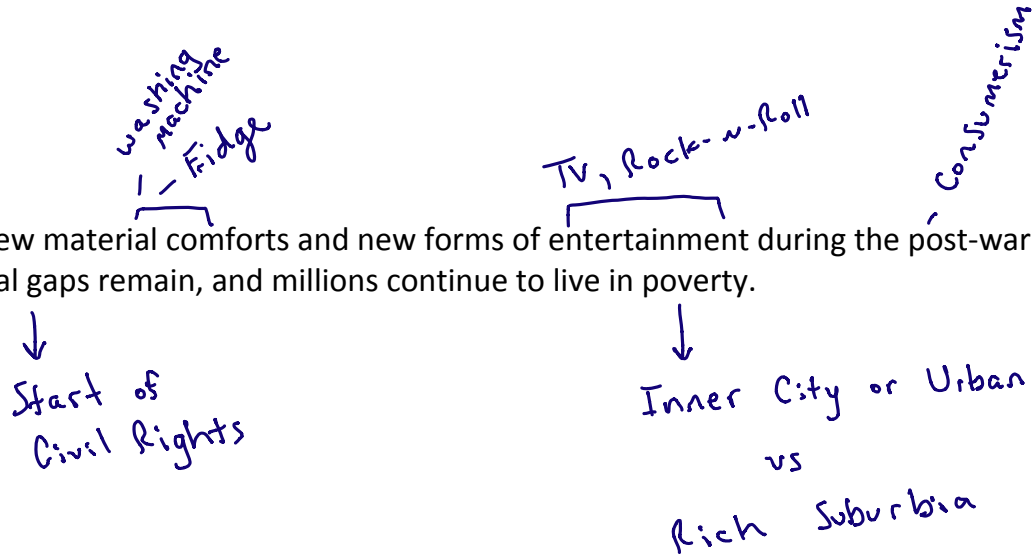 washing
machine
Fridge
TV, Rock-n-Roll
Consumerism
ew material comforts and new forms of entertainment during the post-war
al gaps remain, and millions continue to live in poverty.
Start of
Civil Rights
Inner City or Urban
vs
Rich Suburbia